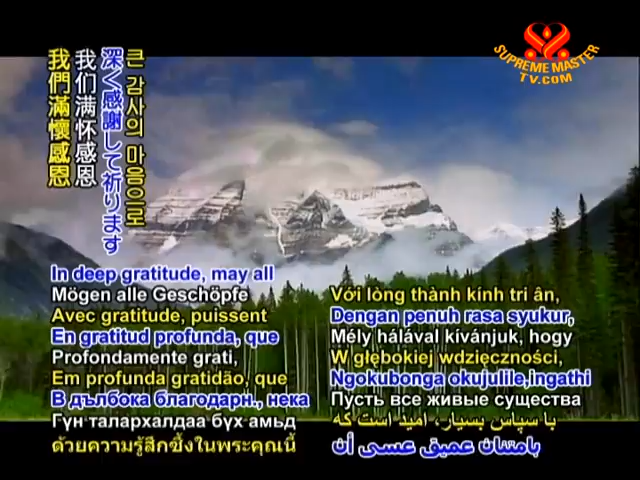 SUPREME MASTER
TV.COM
큰 감사의 마음으로
深く感謝して祈ります
我们满怀感恩
我們滿懷感恩
In deep gratitude, may all
Mögen alle Geschöpfe
Avec gratitude, puissent
En gratitud profunda, que
Profondamente grati,
Em profunda gratidão, que
В дълбока благодарн., нека
Гүн талархалдаа бүх амьд
ด้วยความรู้สึกซึ้งในพระคุณนี้
Với lòng thành kính tri ân,
Dengan penuh rasa syukur,
Mély hálával kívánjuk, hogy
W głębokiej wdzięczności,
Ngokubonga okujulile,ingathi
Пусть все живые существа
با سپاس بسیار، امید است که
بامتنان عميق عسى أن